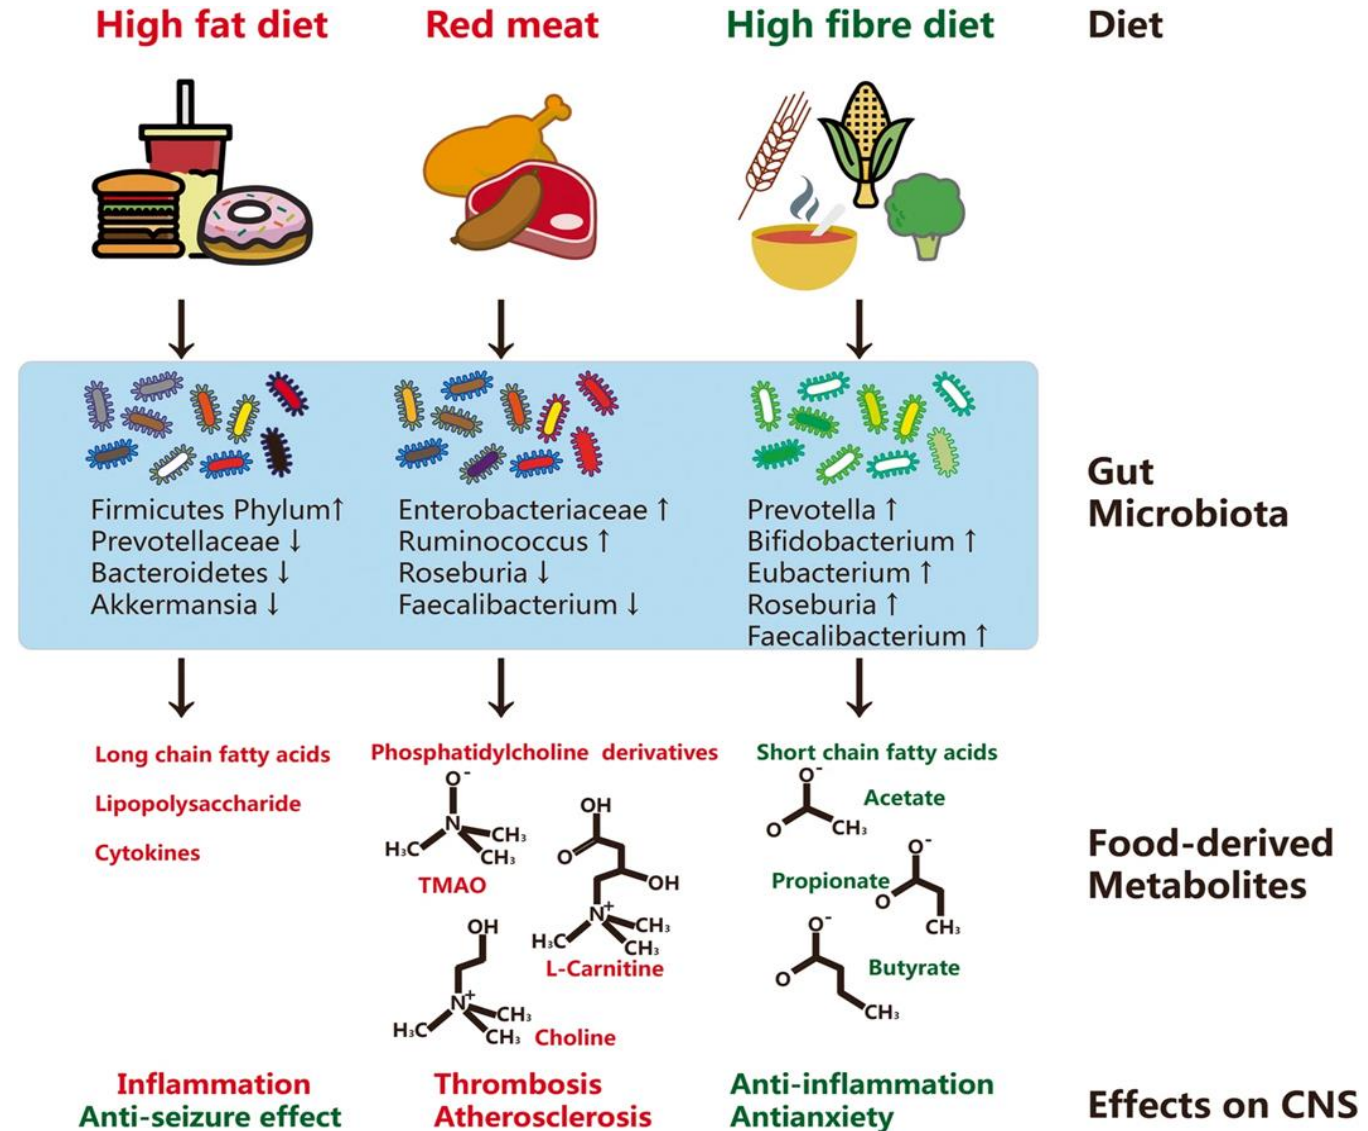 High fat diet
Red meat
High fibre diet
Diet
Firmicutes Phylum↑
Prevotellaceae ↓
Bacteroidetes ↓
Akkermansia ↓
Enterobacteriaceae ↑
Ruminococcus ↑
Roseburia ↓
Faecalibacterium ↓
Prevotella ↑
Bifidobacterium ↑
Eubacterium ↑
Roseburia ↑
Faecalibacterium ↑
Gut
Microbiota
Long chain fatty acids
Lipopolysaccharide
Cytokines
Phosphatidylcholine derivatives
O⁻
N
H₃C
CH₃
CH₃
TMAO
OH
O
OH
N⁺
H₃C
CH₃
CH₃
L-Carnitine
OH
N⁺
H₃C
CH₃
CH₃
Choline
Short chain fatty acids
O⁻
Acetate
O
CH₃
O⁻
Propionate
O
CH₃
O⁻
Butyrate
O
CH₃
Food-derived
Metabolites
Inflammation
Anti-seizure effect
Thrombosis
Atherosclerosis
Anti-inflammation
Antianxiety
Effects on CNS